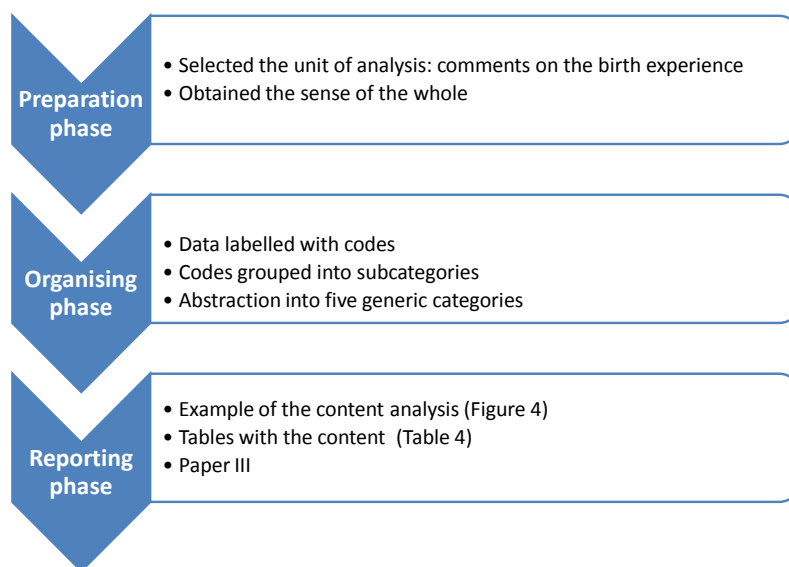 Preparation
phase
• Selected the unit of analysis: comments on the birth experience
• Obtained the sense of the whole
Organising
phase
• Data labelled with codes
• Codes grouped into subcategories
• Abstraction into five generic categories
Reporting
phase
• Example of the content analysis (Figure 4)
• Tables with the content (Table 4)
• Paper III